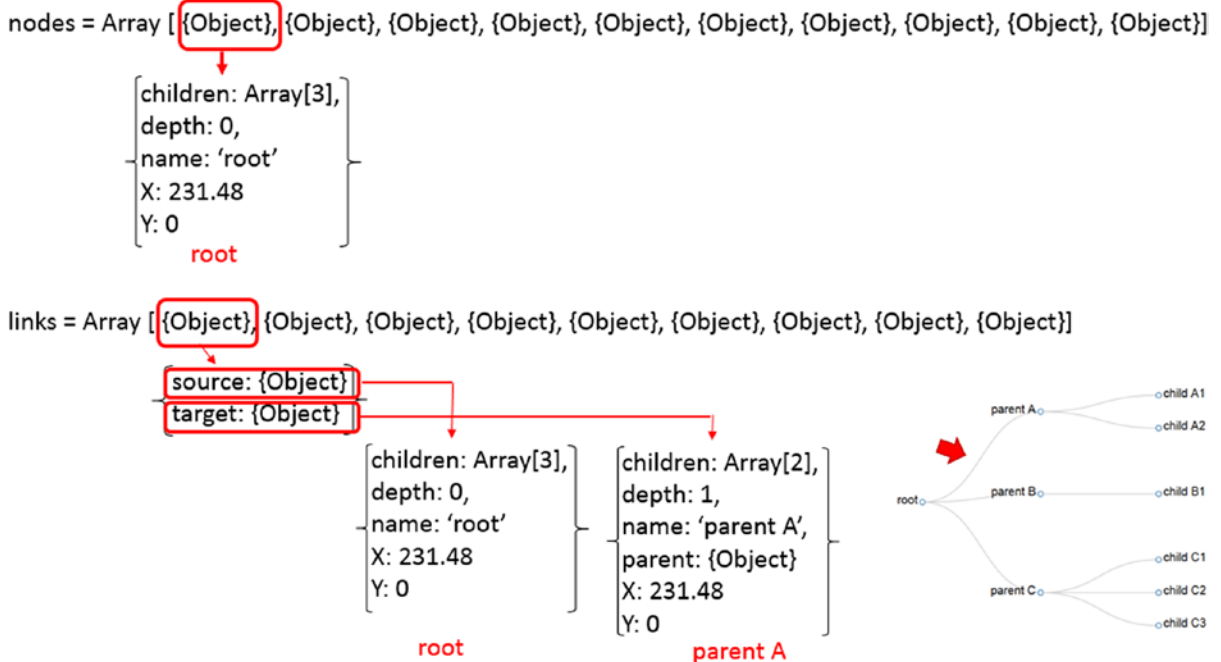 nodes = Array [ {Object}, {Object}, {Object}, {Object}, {Object}, {Object}, {Object}, {Object}, {Object}, {Object}]
children: Array[3],
depth: 0,
name: ‘root’
X: 231.48
Y: 0
root
links = Array [ {Object}, {Object}, {Object}, {Object}, {Object}, {Object}, {Object}, {Object}, {Object}]
source: {Object}
target: {Object}
children: Array[3],
depth: 0,
name: ‘root’
X: 231.48
Y: 0
root
children: Array[2],
depth: 1,
name: ‘parent A’,
parent: {Object}
X: 231.48
Y: 0
parent A
root
parent A
parent B
parent C
child A1
child A2
child B1
child C1
child C2
child C3